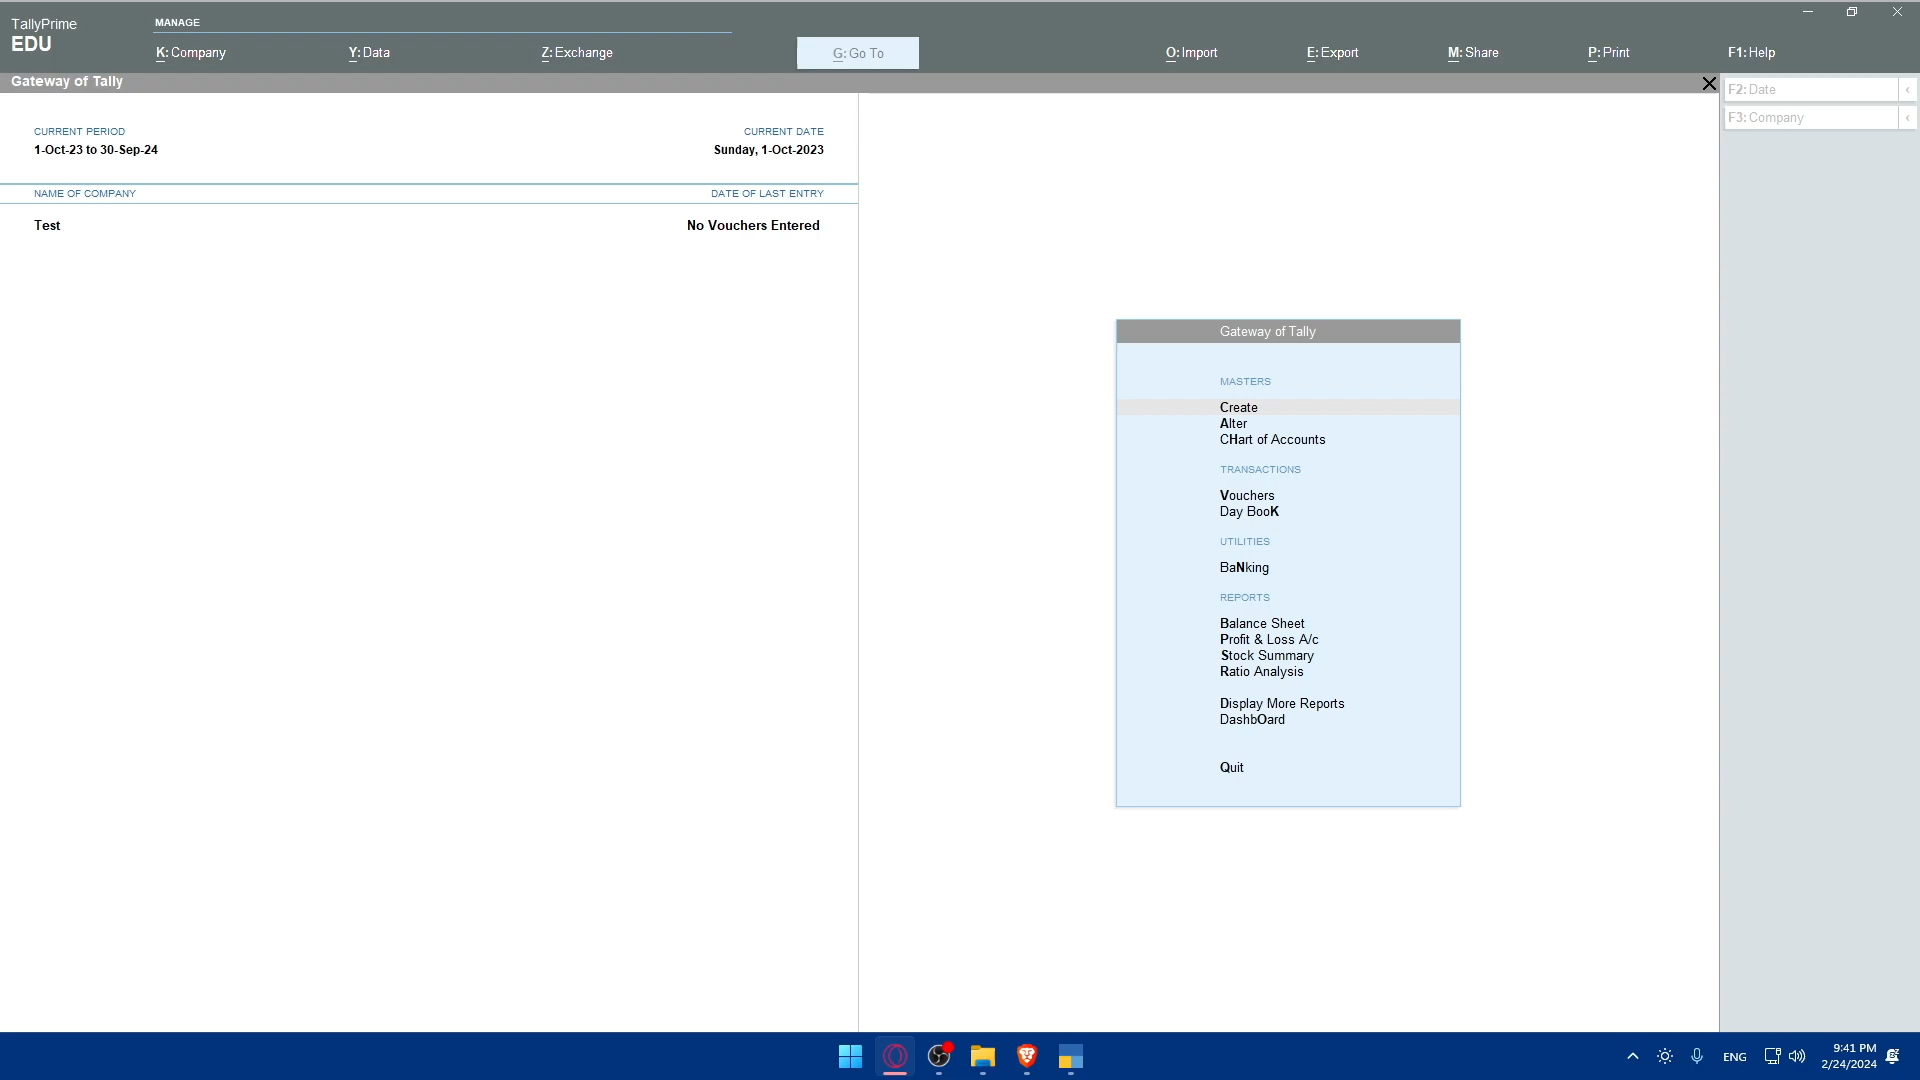 TallyPrime
EDU
MANAGE
K: Company
Y: Data
Z: Exchange
G: Go To
O: Import
E: Export
M: Share
P: Print
F1: Help
Gateway of Tally
F2: Date
F3: Company
CURRENT PERIOD
CURRENT DATE
1-Oct-23 to 30-Sep-24
Sunday, 1-Oct-2023
NAME OF COMPANY
DATE OF LAST ENTRY
Test
No Vouchers Entered
Gateway of Tally
MASTERS
Create
Alter
CHart of Accounts
TRANSACTIONS
Vouchers
Day BooK
UTILITIES
BaNking
REPORTS
Balance Sheet
Profit & Loss A/c
Stock Summary
Ratio Analysis
Display More Reports
DashbOard
Quit
ENG
9:41 PM
2/24/2024